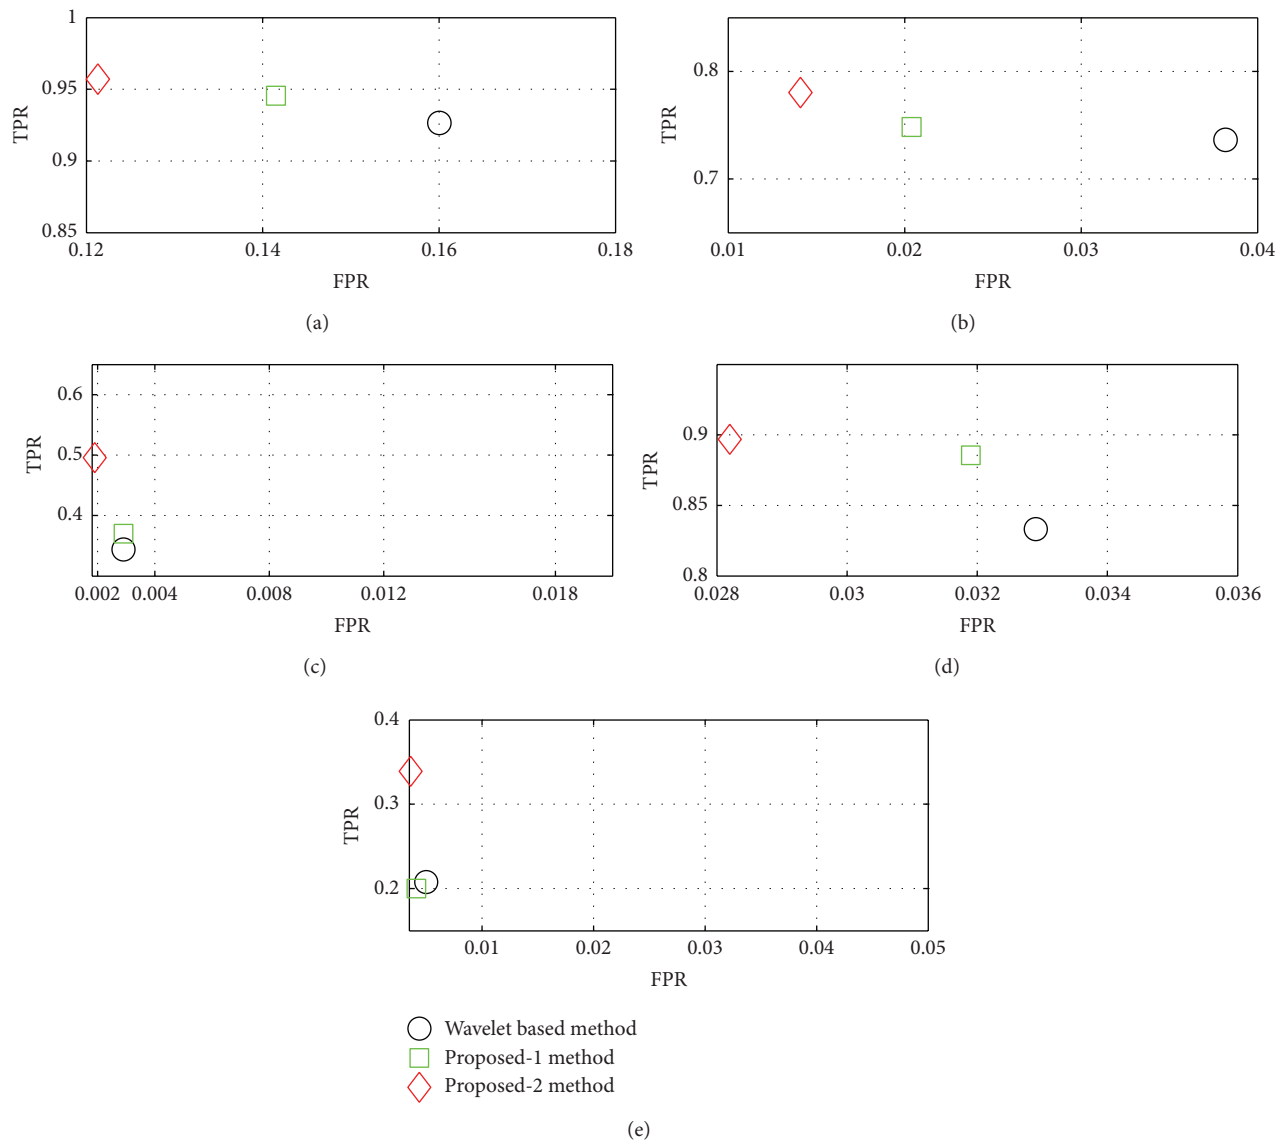 1
0.95
0.9
0.85
TPR
0.12 0.14 0.16 0.18
FPR
(a)
0.8
0.7
TPR
0.01 0.02 0.03 0.04
FPR
(b)
0.6
0.5
0.4
TPR
0.002 0.004 0.008 0.012 0.018
FPR
(c)
0.9
0.85
0.8
TPR
0.028 0.03 0.032 0.034 0.036
FPR
(d)
0.4
0.3
0.2
TPR
0.01 0.02 0.03 0.04 0.05
FPR
Wavelet based method
Proposed-1 method
Proposed-2 method
(e)